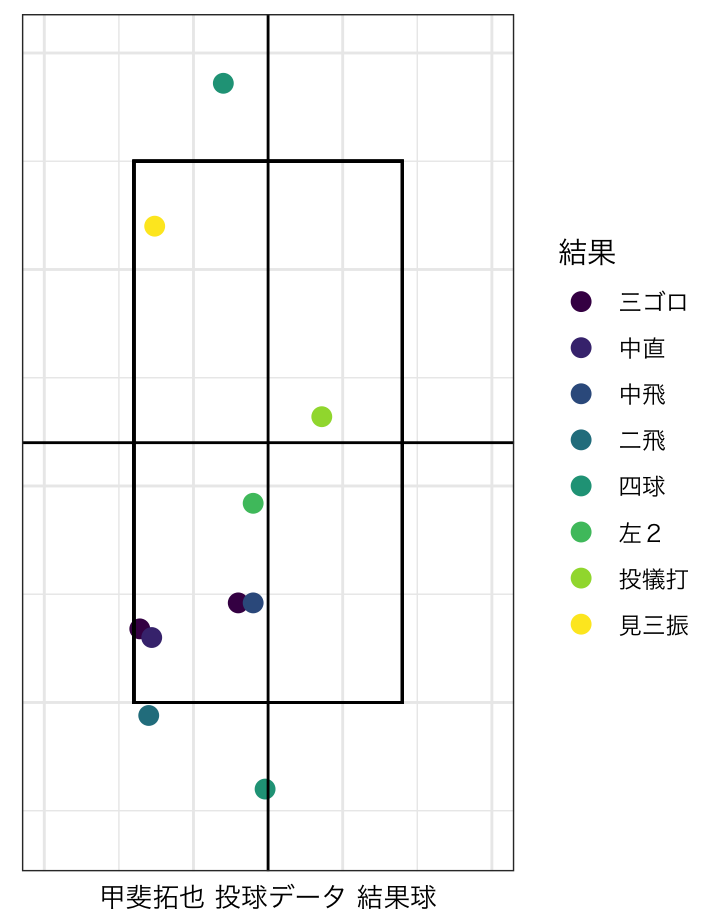 結果
三ゴロ
中直
中飛
二飛
四球
左２
投犠打
見三振
甲斐拓也 投球データ 結果球